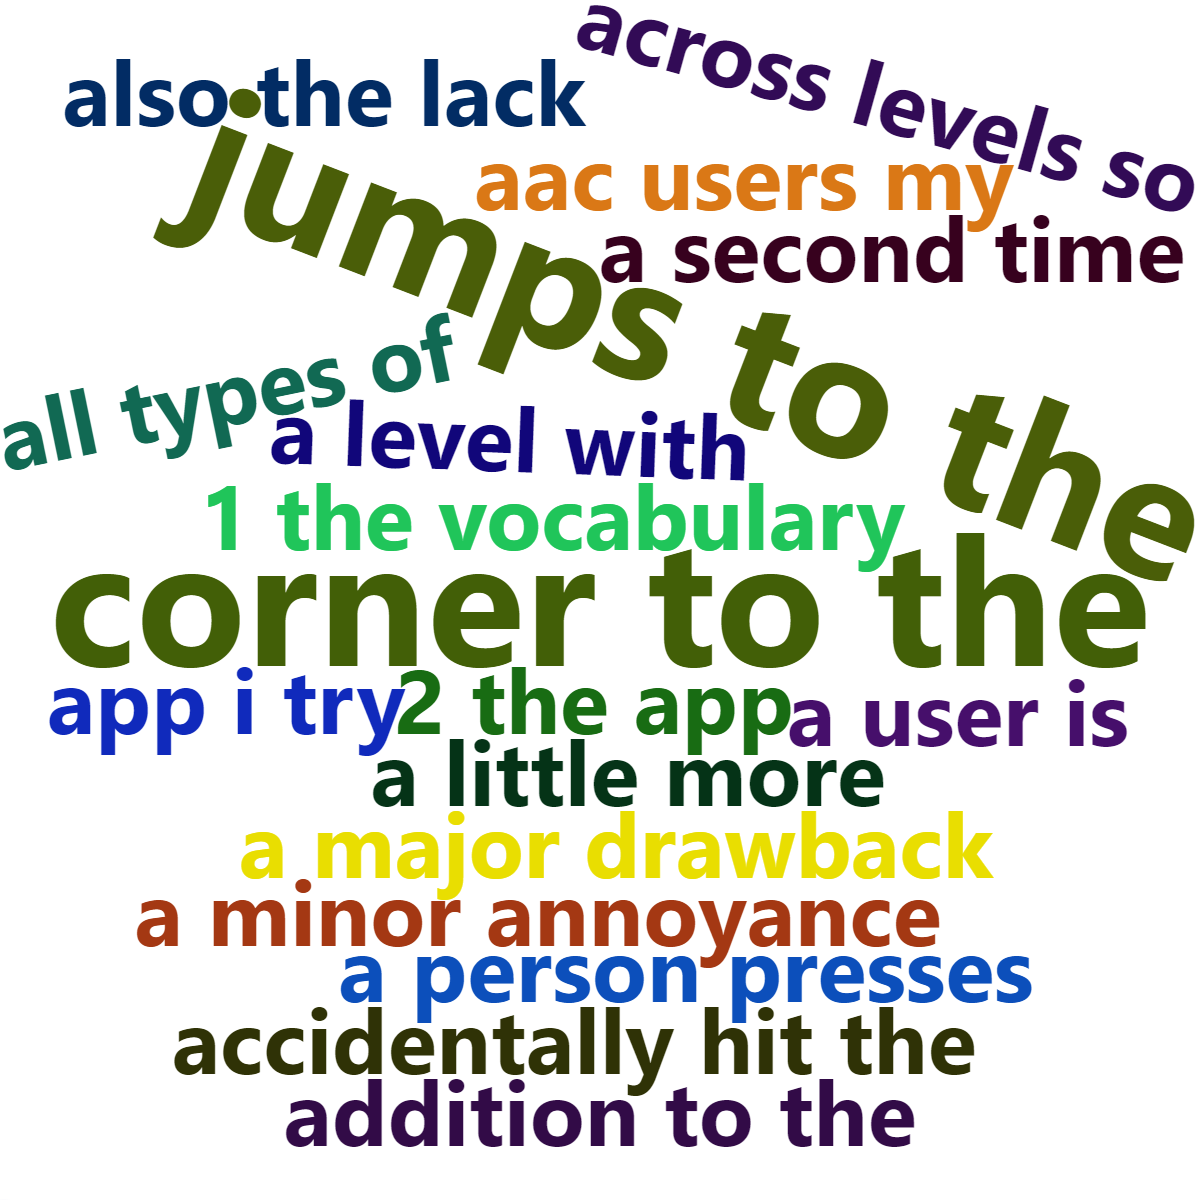 across levels so
also the lack
aac users my
jumps to the
a second time
all types of
a level with
1 the vocabulary
corner to the
app i try
2 the app
a user is
a little more
a major drawback
a minor annoyance
a person presses
accidentally hit the
addition to the